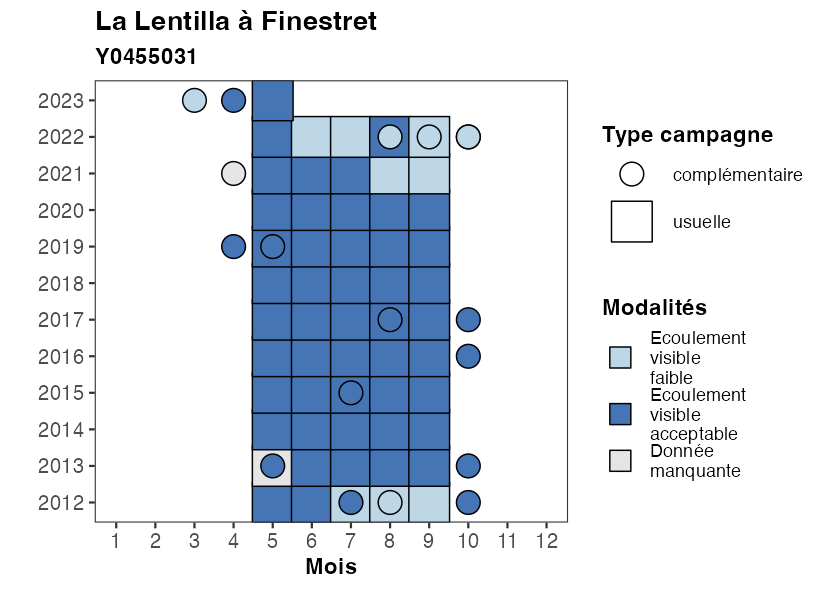 La Lentilla à Finestret
Y0455031
2023
2022
2021
2020
2019
2018
2017
2016
2015
2014
2013
2012
1 2 3 4 5 6 7 8 9 10 11 12
Mois
Type campagne
complémentaire
usuelle
Modalités
Ecoulement
visible
faible
Ecoulement
visible
acceptable
Donnée
manquante